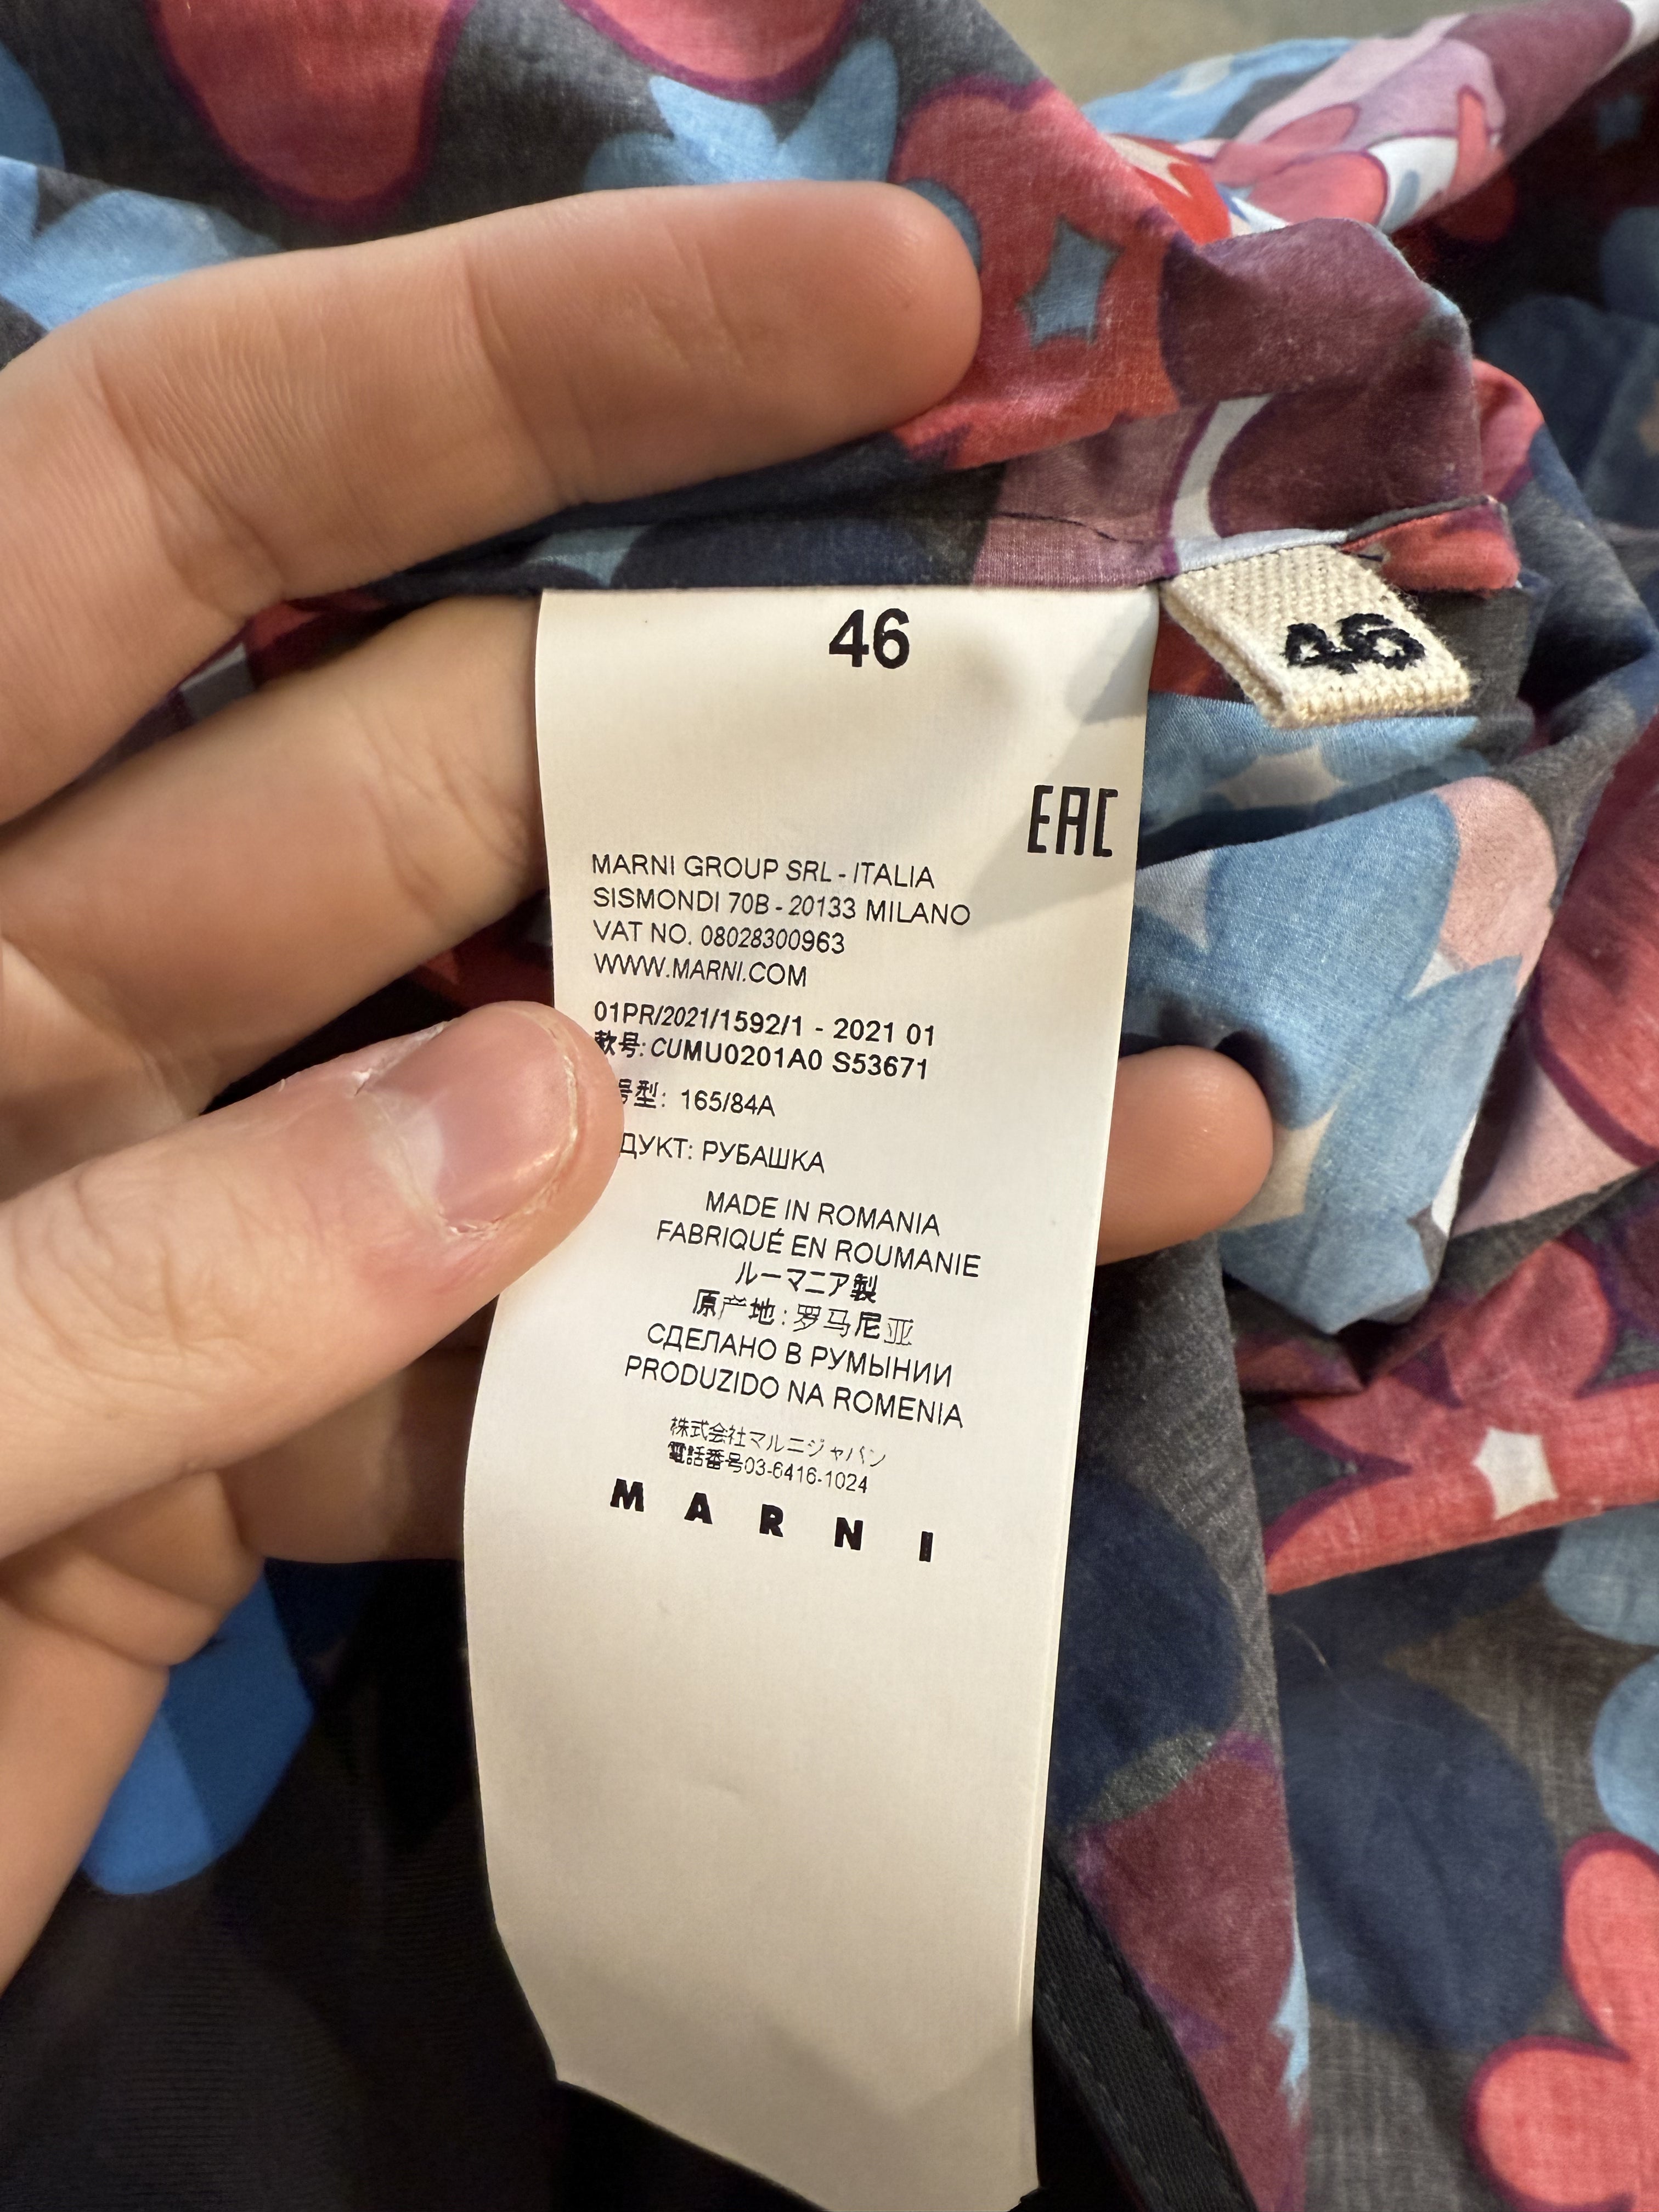 46
46
EAC
MARNI GROUP SRL - ITALIA
SISMONDI 70B - 20133 MILANO
VAT NO. 08028300963
WWW.MARNI.COM
01PR/2021/1592/1 - 2021 01
款号: CUMU0201A0 S53671
号型: 165/84A
ДУКТ: РУБАШКА
MADE IN ROMANIA
FABRIQUÉ EN ROUMANIE
ルーマニア製
原产地: 罗马尼亚
СДЕЛАНО В РУМЫНИИ
PRODUZIDO NA ROMENIA
株式会社マルニジャパン
電話番号03-6416-1024
MARNI